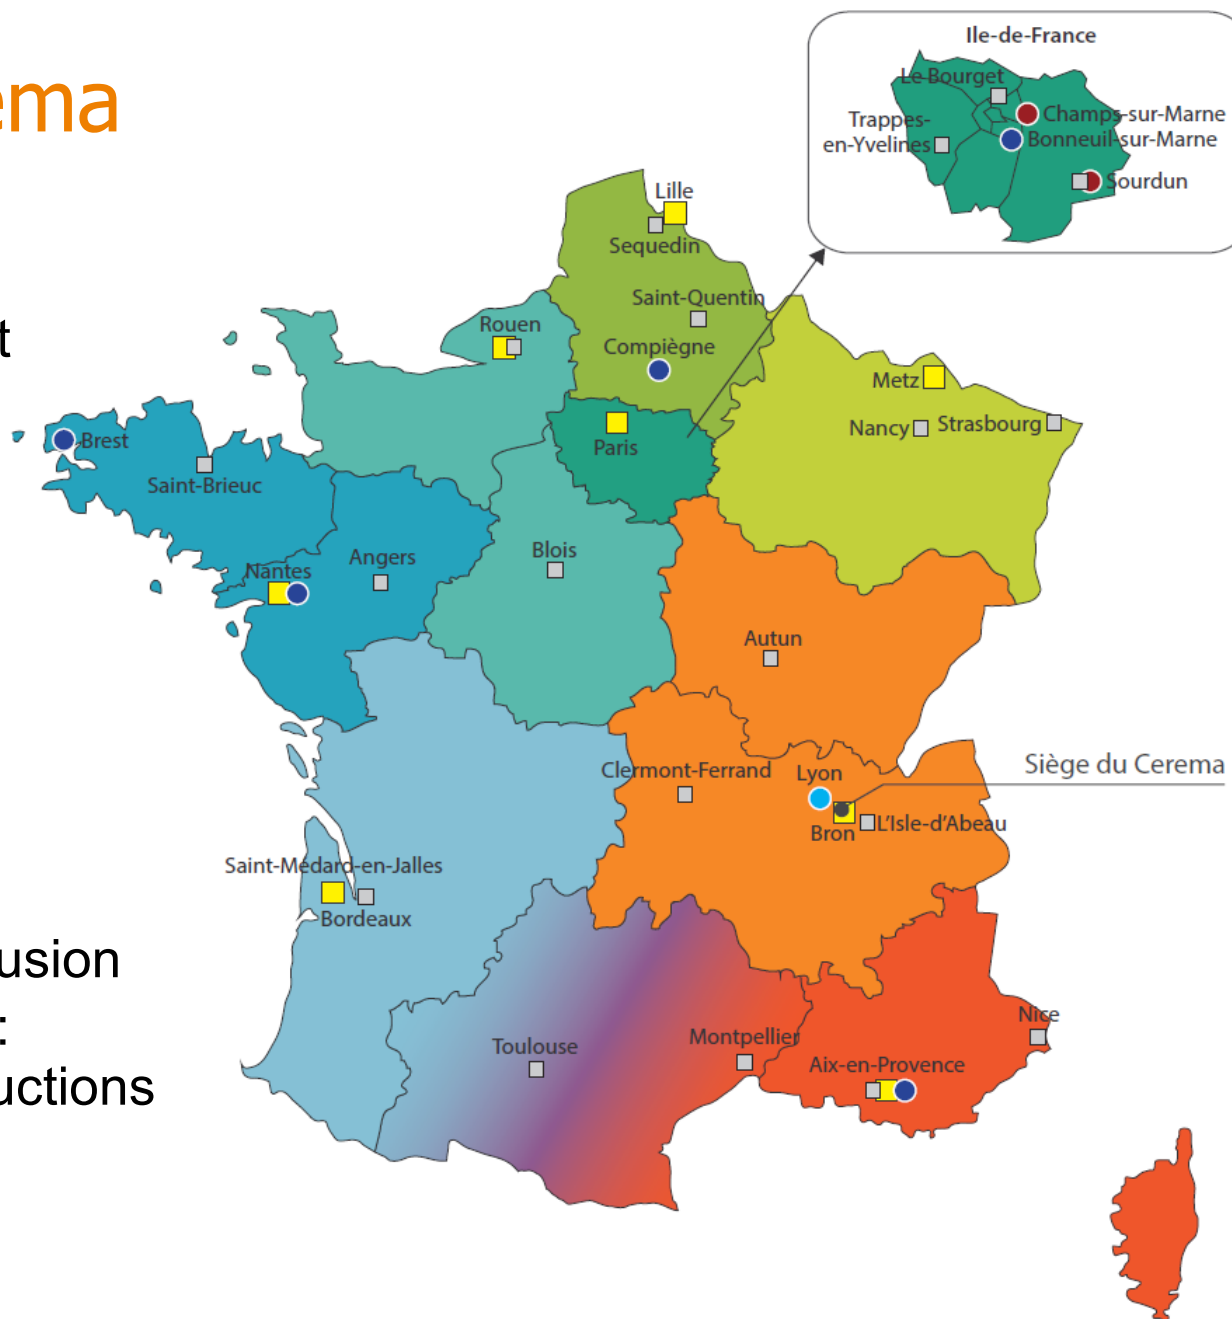 ema
t
usion
:
uctions
Ile-de-France
Le Bourget
Champs-sur-Marne
Trappes-
en-Yvelines
Bonneuil-sur-Marne
Sourdun
Lille
Sequedin
Saint-Quentin
Rouen
Compiègne
Metz
Nancy
Strasbourg
Paris
Brest
Saint-Brieuc
Angers
Blois
Nantes
Autun
Siège du Cerema
Clermont-Ferrand
Lyon
Bron
L'Isle-d'Abeau
Saint-Médard-en-Jalles
Bordeaux
Nice
Toulouse
Montpellier
Aix-en-Provence